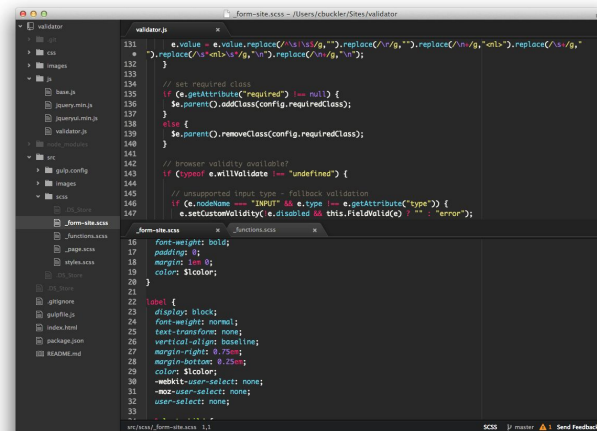 _form-site.scss – /Users/cbuckler/Sites/validator
validator
.git
css
images
js
base.js
jquery.min.js
jqueryui.min.js
validator.js
node_modules
src
gulp.config
images
scss
.DS_Store
_form-site.scss
_functions.scss
_page.scss
styles.scss
.DS_Store
.DS_Store
.gitignore
gulpfile.js
index.html
package.json
README.md
validator.js x
131 e.value = e.value.replace(/^\s|\s$/g,"").replace(/\r/g,"").replace(/\n+/g,"<nl>").replace(/\s+/g,"
• ").replace(/\s*<nl>\s*/g,"\n").replace(/\n+/g,"\n");
132 }
133
134 // set required class
135 if (e.getAttribute("required") !== null) {
136 $e.parent().addClass(config.requiredClass);
137 }
138 else {
139 $e.parent().removeClass(config.requiredClass);
140 }
141
142 // browser validity available?
143 if (typeof e.willValidate !== "undefined") {
144
145 // unsupported input type - fallback validation
146 if (e.nodeName === "INPUT" && e.type !== e.getAttribute("type")) {
147 e.setCustomValidity(!e.disabled && this.FieldValid(e) ? "" : "error");
_form-site.scss x _functions.scss x
16 font-weight: bold;
17 padding: 0;
18 margin: 1em 0;
19 color: $lcolor;
20 }
21
22 label {
23 display: block;
24 font-weight: normal;
25 text-transform: none;
26 vertical-align: baseline;
27 margin-right: 0.75em;
28 margin-bottom: 0.25em;
29 color: $lcolor;
30 -webkit-user-select: none;
31 -moz-user-select: none;
32 user-select: none;
33
src/scss/_form-site.scss 1,1
SCSS master 1 Send Feedback